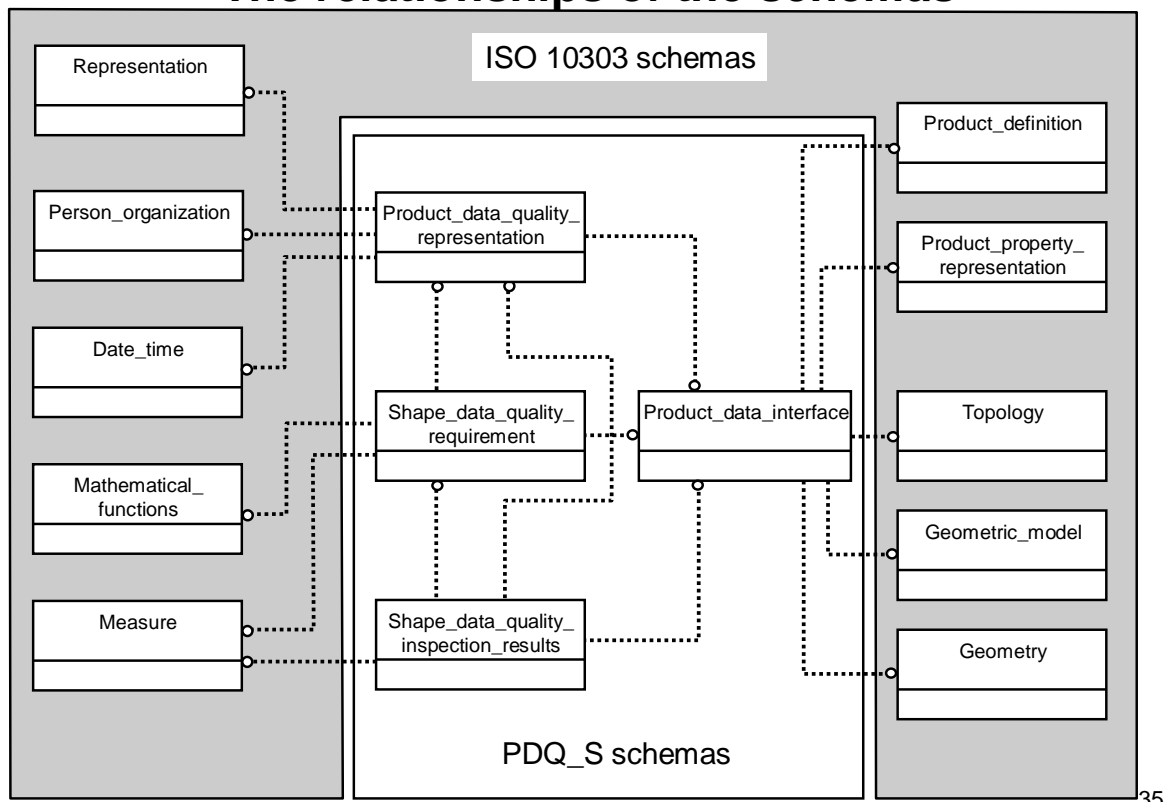 The relationships of the schemas
ISO 10303 schemas
Representation
Person_organization
Date_time
Mathematical_
functions
Measure
Product_data_quality_
representation
Shape_data_quality_
requirement
Shape_data_quality_
inspection_results
Product_data_interface
PDQ_S schemas
Product_definition
Product_property_
representation
Topology
Geometric_model
Geometry
35